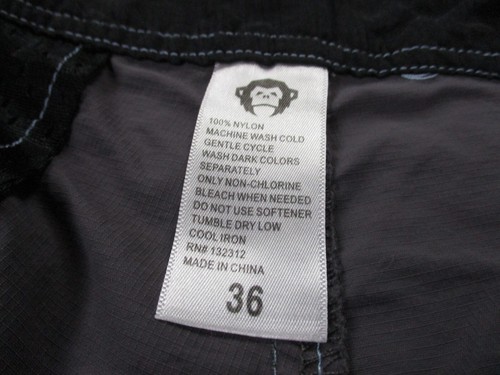 100% NYLON
MACHINE WASH COLD
GENTLE CYCLE
WASH DARK COLORS
SEPARATELY
ONLY NON-CHLORINE
BLEACH WHEN NEEDED
DO NOT USE SOFTENER
TUMBLE DRY LOW
COOL IRON
RN# 132312
MADE IN CHINA
36